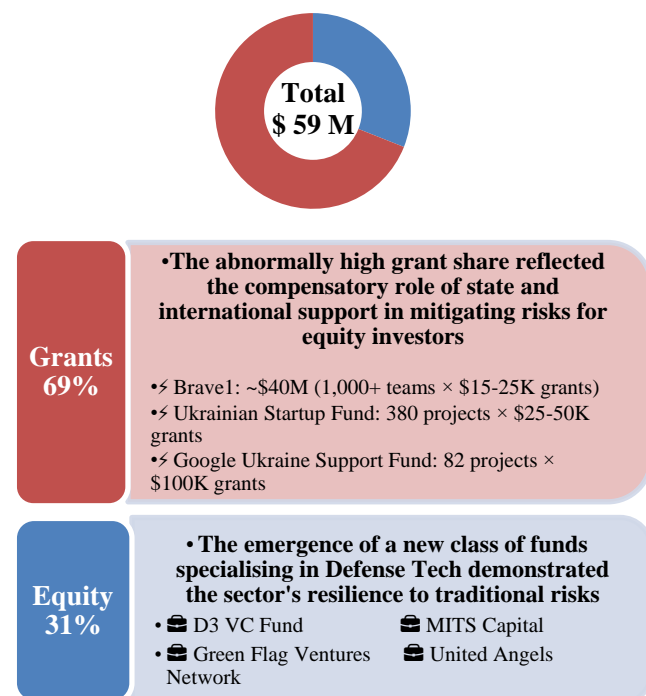 Total
$ 59 M
Grants
69%
•The abnormally high grant share reflected
the compensatory role of state and
international support in mitigating risks for
equity investors
•⚡ Brave1: ~$40M (1,000+ teams × $15-25K grants)
•⚡ Ukrainian Startup Fund: 380 projects × $25-50K
grants
•⚡ Google Ukraine Support Fund: 82 projects ×
$100K grants
Equity
31%
• The emergence of a new class of funds
specialising in Defense Tech demonstrated
the sector's resilience to traditional risks
• 💼 D3 VC Fund 💼 MITS Capital
• 💼 Green Flag Ventures 💼 United Angels
Network